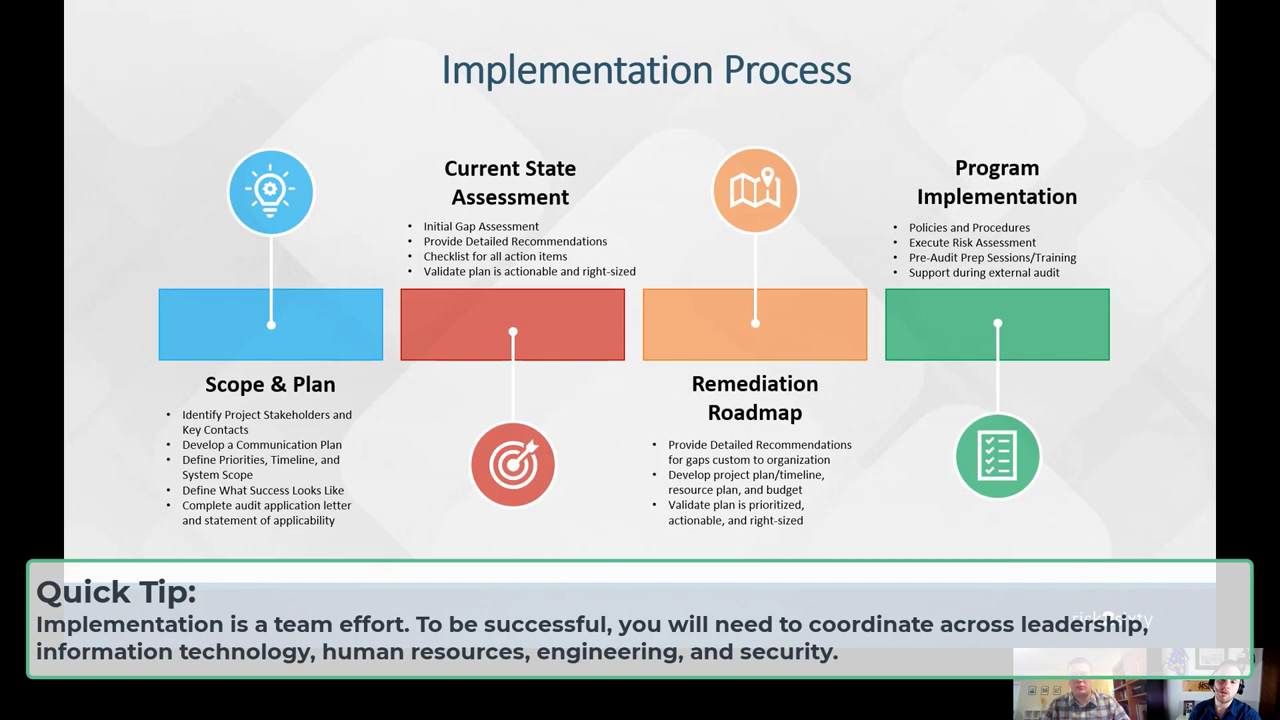 Implementation Process
Current State
Assessment
• Initial Gap Assessment
• Provide Detailed Recommendations
• Checklist for all action items
• Validate plan is actionable and right-sized
Program
Implementation
• Policies and Procedures
• Execute Risk Assessment
• Pre-Audit Prep Sessions/Training
• Support during external audit
Scope & Plan
• Identify Project Stakeholders and
Key Contacts
• Develop a Communication Plan
• Define Priorities, Timeline, and
System Scope
• Define What Success Looks Like
• Complete audit application letter
and statement of applicability
Remediation
Roadmap
• Provide Detailed Recommendations
for gaps custom to organization
• Develop project plan/timeline,
resource plan, and budget
• Validate plan is prioritized,
actionable, and right-sized
Quick Tip:
Implementation is a team effort. To be successful, you will need to coordinate across leadership,
information technology, human resources, engineering, and security.